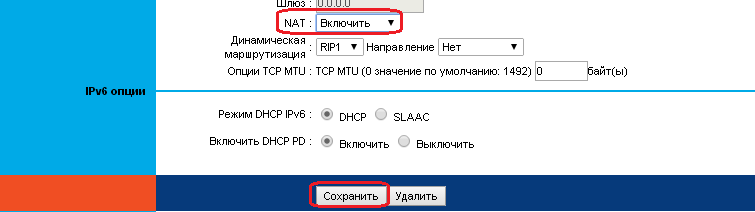 Шлюз : 0.0.0.0
NAT : Включить
Динамическая маршрутизация : RIP1 Направление Нет
Опции TCP MTU : TCP MTU (0 значение по умолчанию: 1492) 0 байт(ы)
IPv6 опции
Режим DHCP IPv6 : DHCP SLAAC
Включить DHCP PD : Включить Выключить
Сохранить Удалить